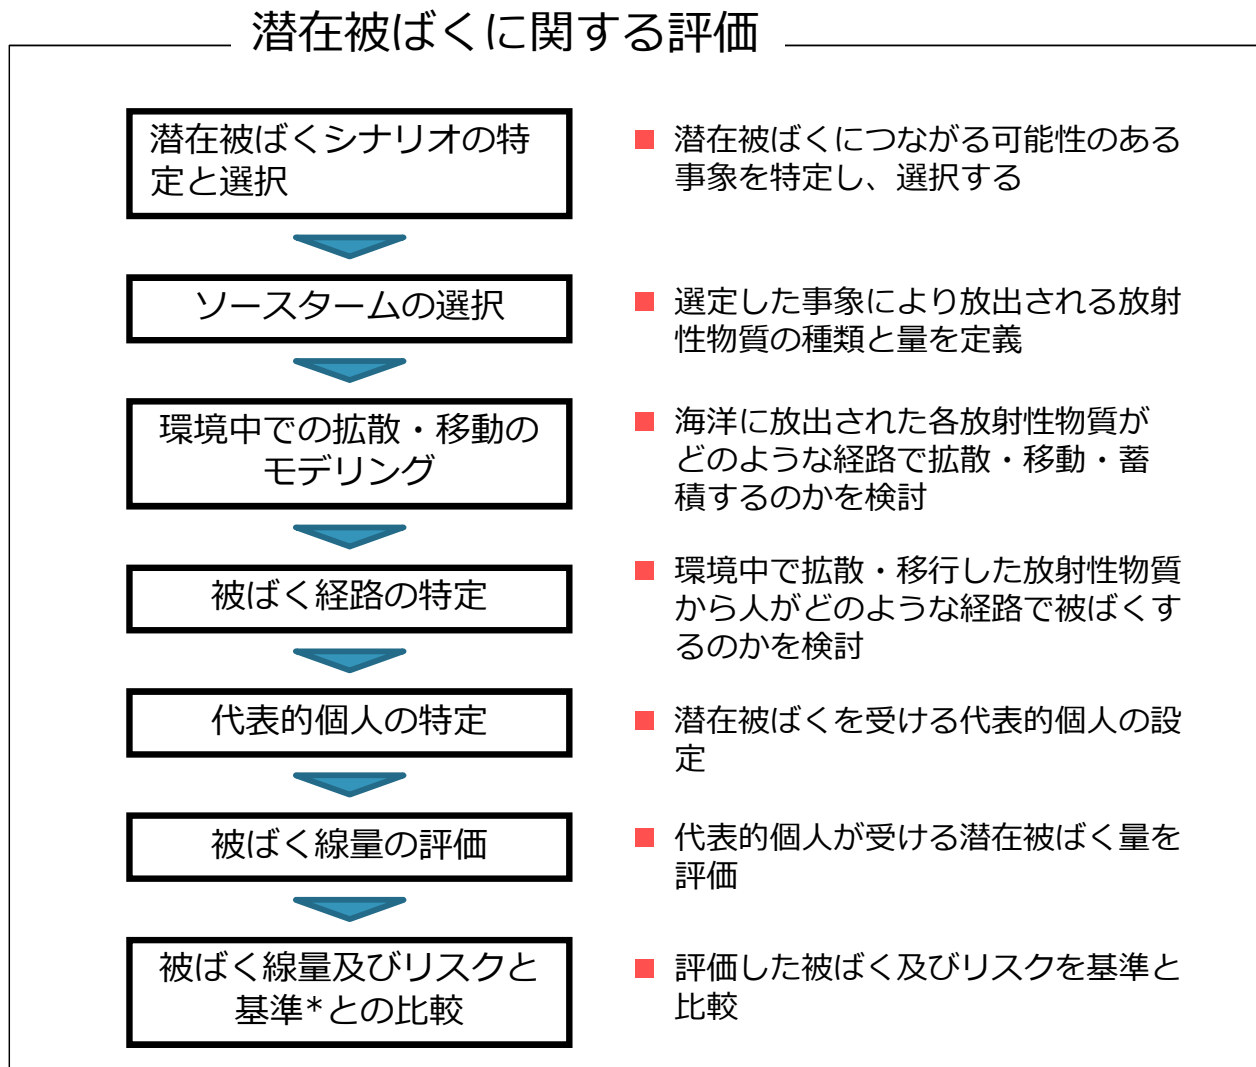 潜在被ばくに関する評価
潜在被ばくシナリオの特
定と選択
■ 潜在被ばくにつながる可能性のある
事象を特定し、選択する
ソースタームの選択
■ 選定した事象により放出される放射
性物質の種類と量を定義
環境中での拡散・移動の
モデリング
■ 海洋に放出された各放射性物質が
どのような経路で拡散・移動・蓄
積するのかを検討
被ばく経路の特定
■ 環境中で拡散・移行した放射性物質
から人がどのような経路で被ばくす
るのかを検討
代表的個人の特定
■ 潜在被ばくを受ける代表的個人の設
定
被ばく線量の評価
■ 代表的個人が受ける潜在被ばく量を
評価
被ばく線量及びリスクと
基準*との比較
■ 評価した被ばく及びリスクを基準と
比較